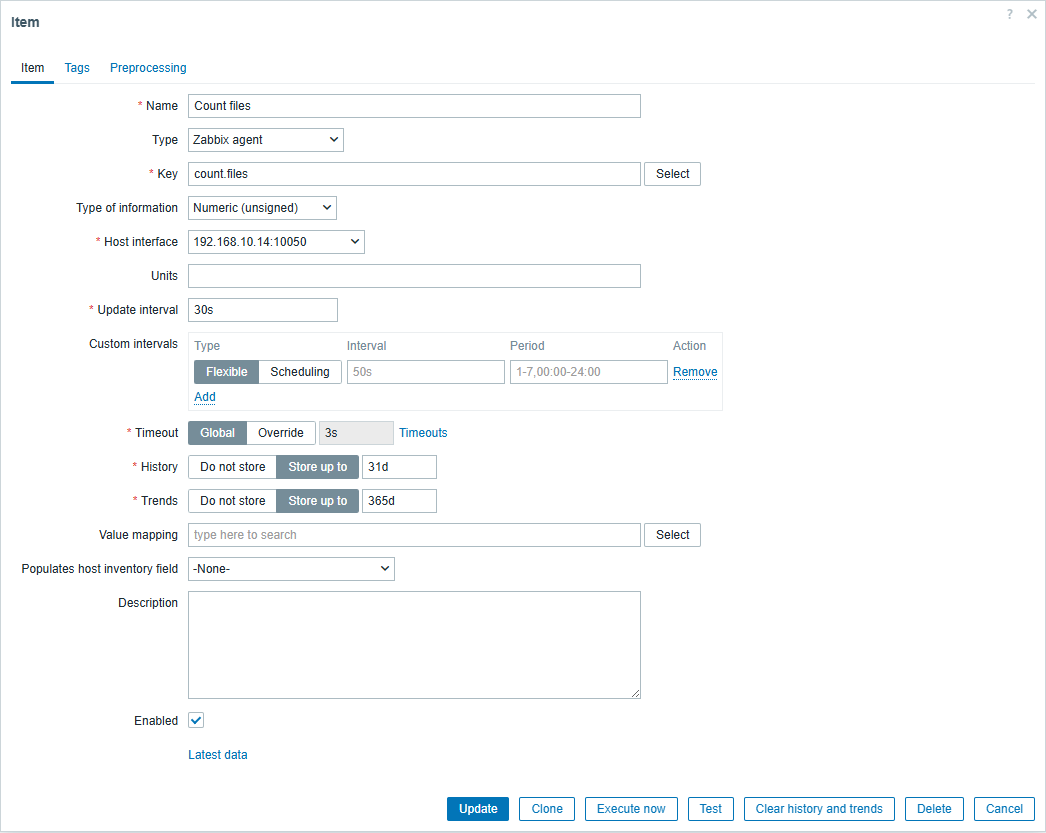 Item
?
Item Tags Preprocessing
* Name Count files
Type Zabbix agent
* Key count.files Select
Type of information Numeric (unsigned)
* Host interface 192.168.10.14:10050
Units
* Update interval 30s
Custom intervals Type Interval Period Action
Flexible Scheduling 50s 1-7,00:00-24:00 Remove
Add
* Timeout Global Override 3s Timeouts
* History Do not store Store up to 31d
* Trends Do not store Store up to 365d
Value mapping type here to search Select
Populates host inventory field -None-
Description
Enabled
Latest data
Update Clone Execute now Test Clear history and trends Delete Cancel